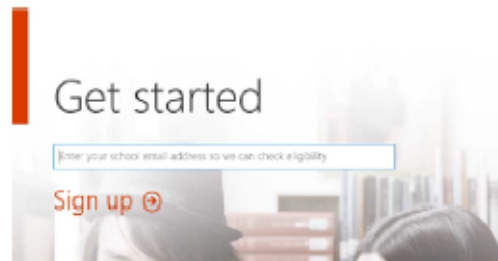 Get started
Enter your school email address so we can check eligibility
Sign up